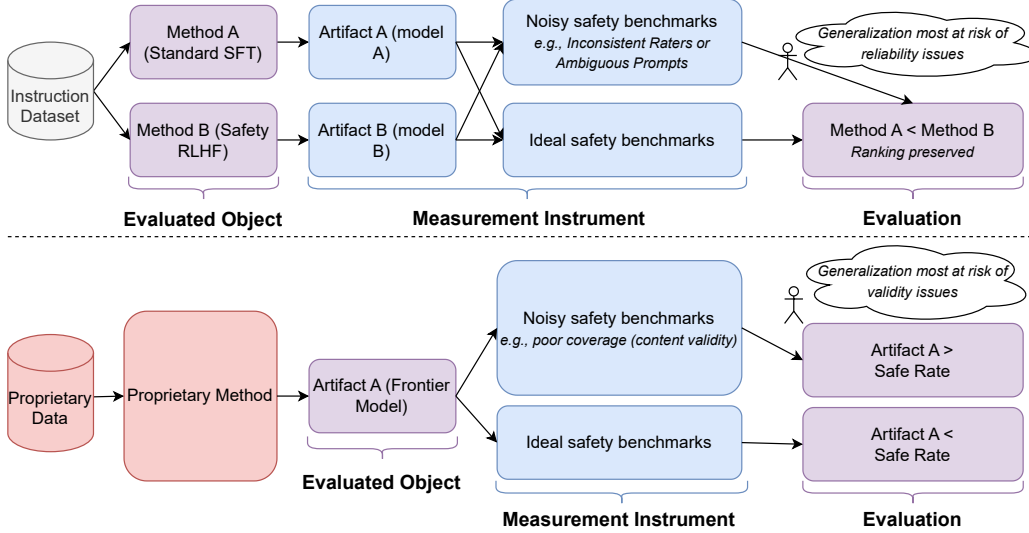 Instruction
Dataset
Method A
(Standard SFT)
Method B (Safety
RLHF)
Artifact A (model
A)
Artifact B (model
B)
Noisy safety benchmarks
e.g., Inconsistent Raters or
Ambiguous Prompts
Ideal safety benchmarks
Generalization most at risk of
reliability issues
Method A < Method B
Ranking preserved
Evaluated Object
Measurement Instrument
Evaluation
Proprietary
Data
Proprietary Method
Artifact A (Frontier
Model)
Evaluated Object
Noisy safety benchmarks
e.g., poor coverage (content validity)
Ideal safety benchmarks
Measurement Instrument
Generalization most at risk of
validity issues
Artifact A >
Safe Rate
Artifact A <
Safe Rate
Evaluation